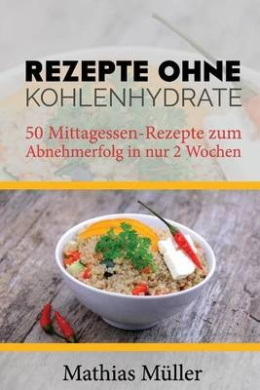 REZEPTE OHNE
KOHLENHYDRATE
50 Mittagessen-Rezepte zum
Abnehmerfolg in nur 2 Wochen
Mathias Müller